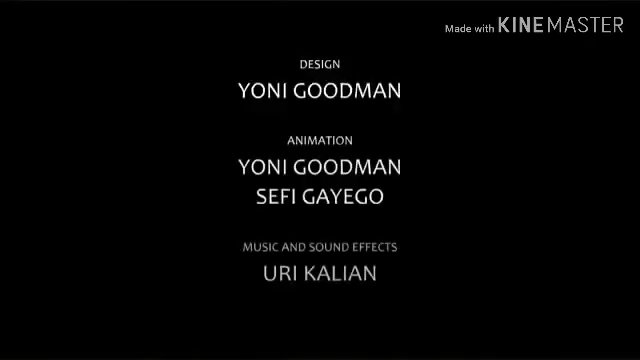 Made with KINEMASTER
DESIGN
YONI GOODMAN
ANIMATION
YONI GOODMAN
SEFI GAYEGO
MUSIC AND SOUND EFFECTS
URI KALIAN